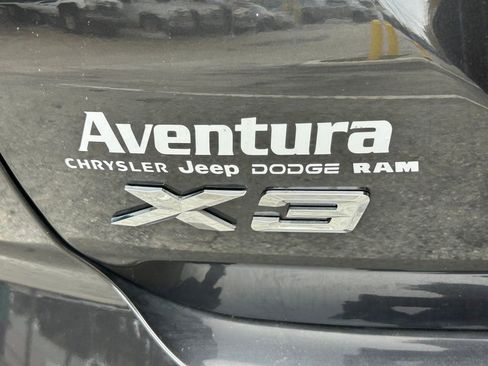 Aventura
CHRYSLER Jeep DODGE RAM
X3